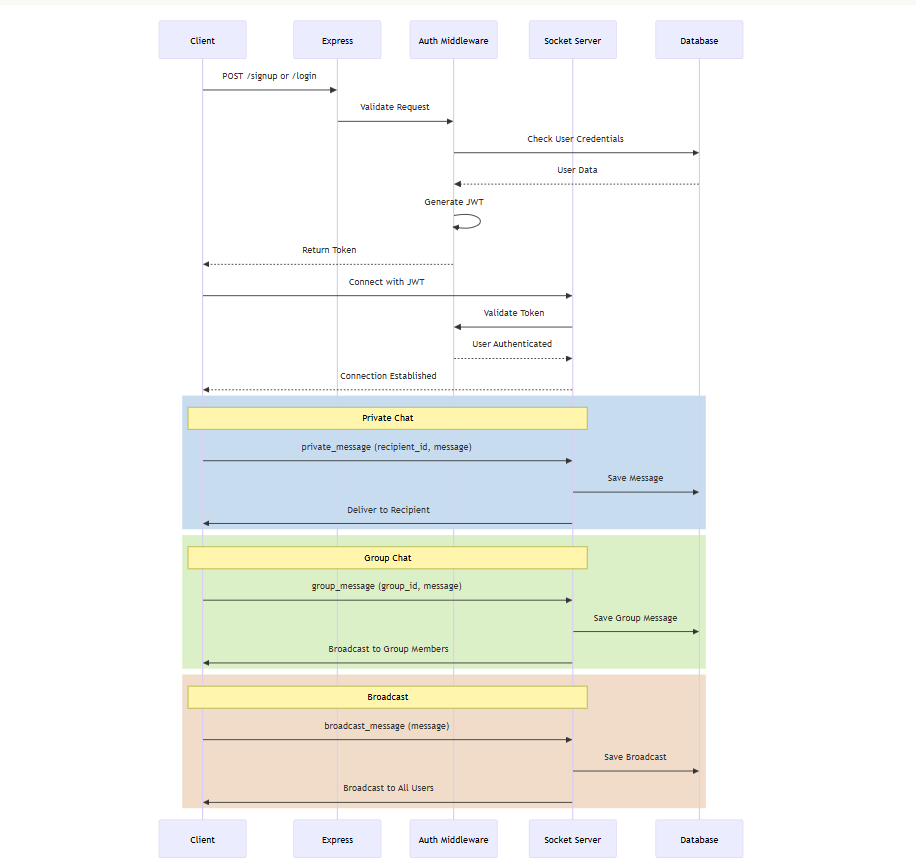 Client Express Auth Middleware Socket Server Database
POST /signup or /login
Validate Request
Check User Credentials
User Data
Generate JWT
Return Token
Connect with JWT
Validate Token
User Authenticated
Connection Established
Private Chat
private_message (recipient_id, message)
Save Message
Deliver to Recipient
Group Chat
group_message (group_id, message)
Save Group Message
Broadcast to Group Members
Broadcast
broadcast_message (message)
Save Broadcast
Broadcast to All Users
Client Express Auth Middleware Socket Server Database